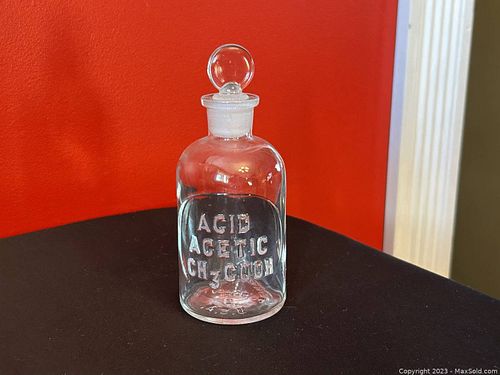 ACID
ACETIC
CH3COOH
Copyright 2023 - MaxSold.com